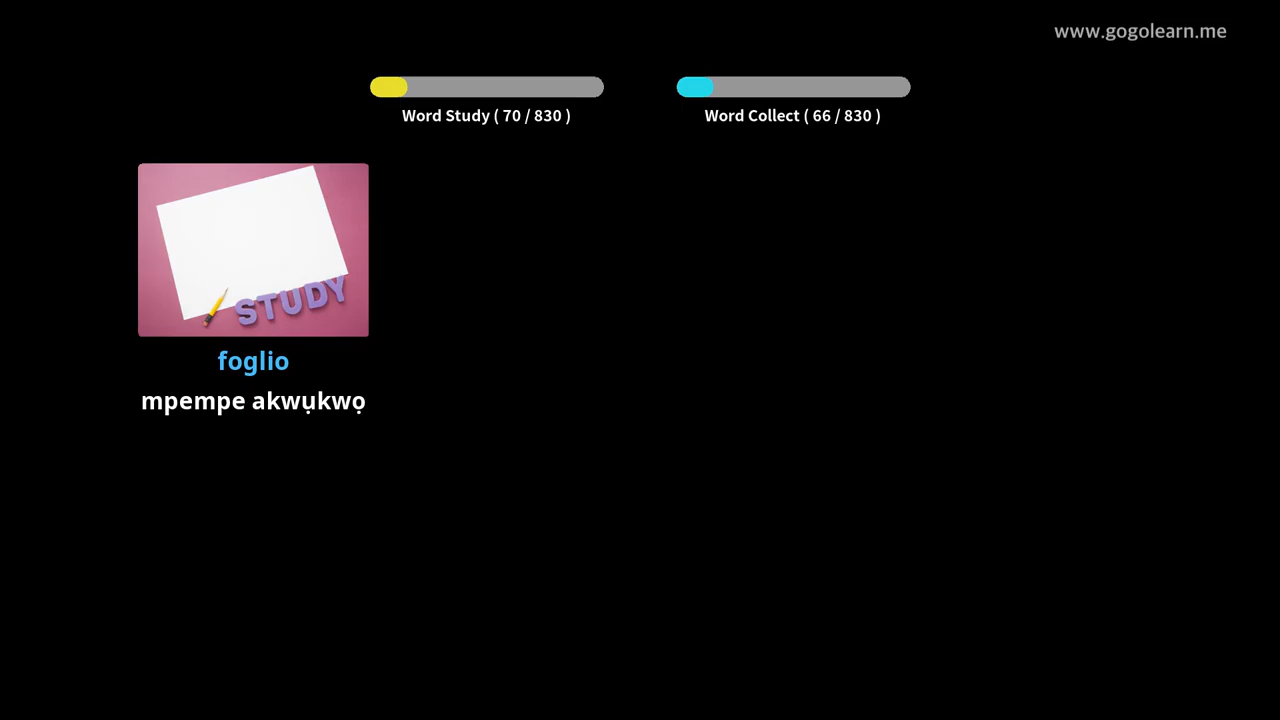 www.gogolearn.me
Word Study ( 70 / 830 )
Word Collect ( 66 / 830 )
STUDY
foglio
mpempe akwụkwọ